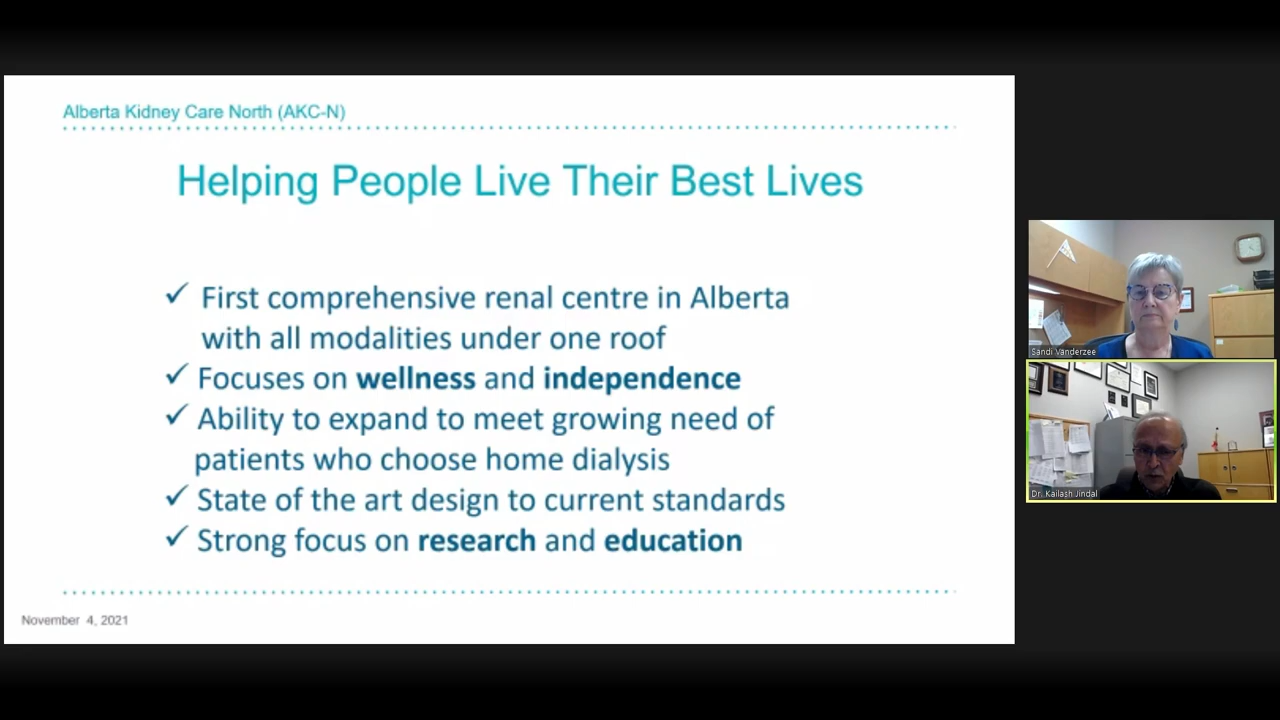 Alberta Kidney Care North (AKC-N)
Helping People Live Their Best Lives
✓ First comprehensive renal centre in Alberta
with all modalities under one roof
✓ Focuses on wellness and independence
✓ Ability to expand to meet growing need of
patients who choose home dialysis
✓ State of the art design to current standards
✓ Strong focus on research and education
November 4, 2021
Sandi Vanderzee
Dr. Kailash Jindal